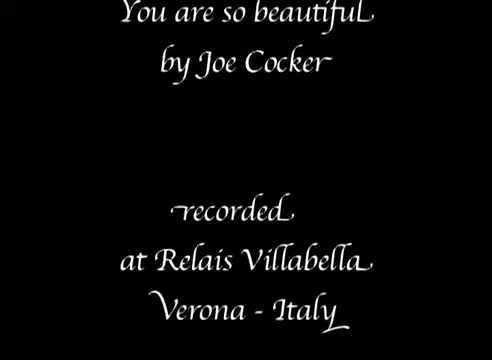 You are so beautiful
by Joe Cocker
recorded
at Relais Villabella
Verona - Italy